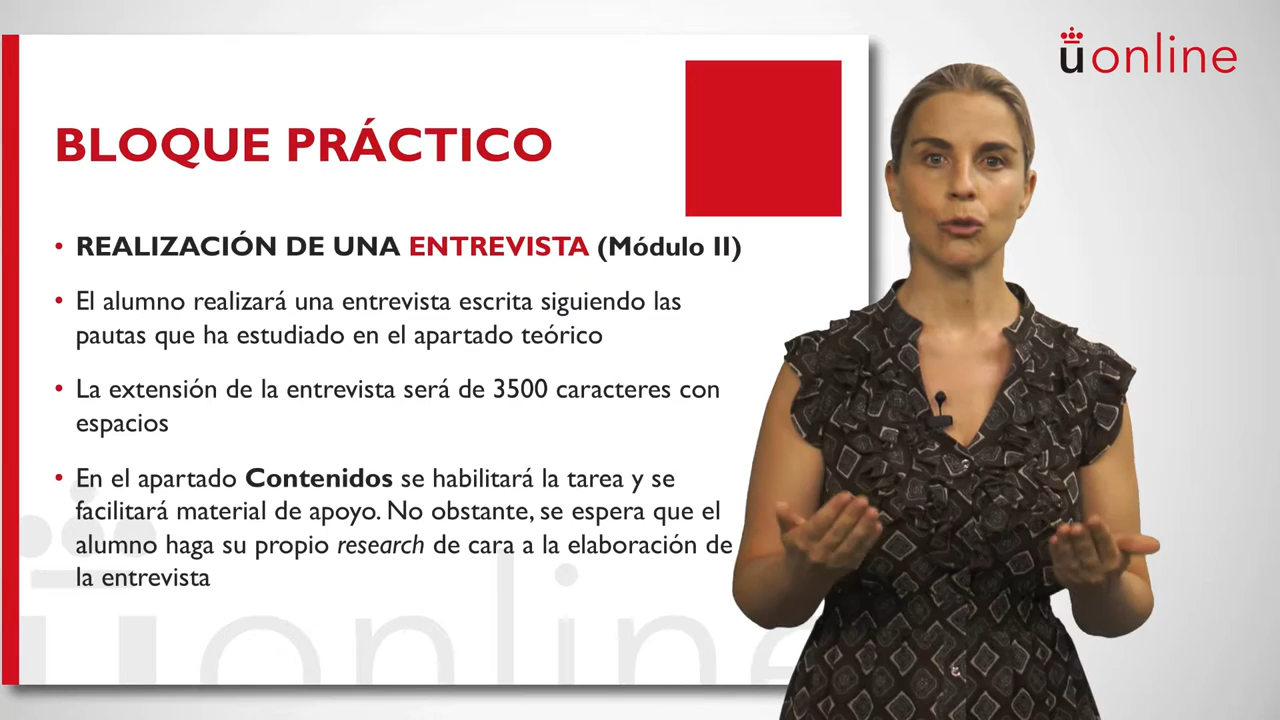 uonline
BLOQUE PRÁCTICO
• REALIZACIÓN DE UNA ENTREVISTA (Módulo II)
• El alumno realizará una entrevista escrita siguiendo las
pautas que ha estudiado en el apartado teórico
• La extensión de la entrevista será de 3500 caracteres con
espacios
• En el apartado Contenidos se habilitará la tarea y se
facilitará material de apoyo. No obstante, se espera que el
alumno haga su propio research de cara a la elaboración de
la entrevista
uonline